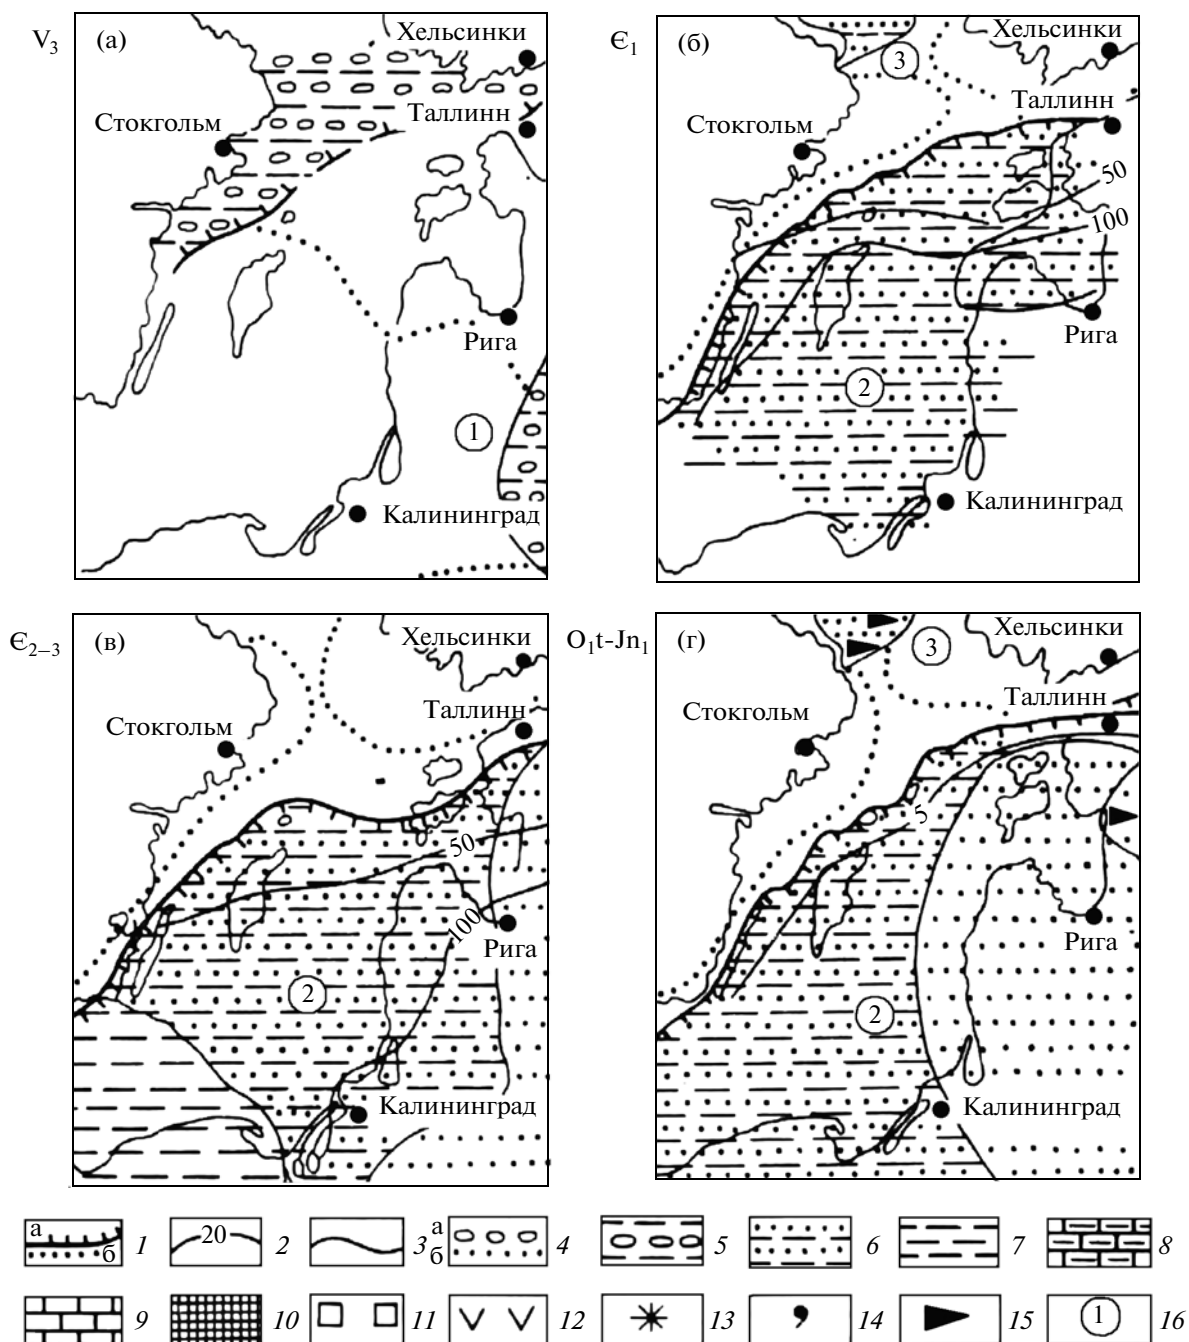 V3 (а)
Хельсинки
Таллинн
Стокгольм
Рига
1
Калининград
Є1 (б)
Хельсинки
3
Таллинн
Стокгольм
50
100
Рига
2
Калининград
Є2–3 (в)
Хельсинки
Таллинн
Стокгольм
50
100
Рига
2
Калининград
O1t-Jn1 (г)
Хельсинки
3
Таллинн
Стокгольм
5
Рига
2
Калининград
а б 1 20 2 3 а б 4 5 6 7 8
9 10 11 12 13 14 15 1 16